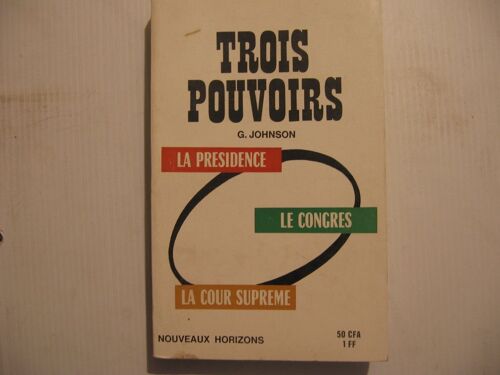 TROIS
POUVOIRS
G. JOHNSON
LA PRESIDENCE
LE CONGRES
LA COUR SUPREME
NOUVEAUX HORIZONS
50 CFA
1 FF